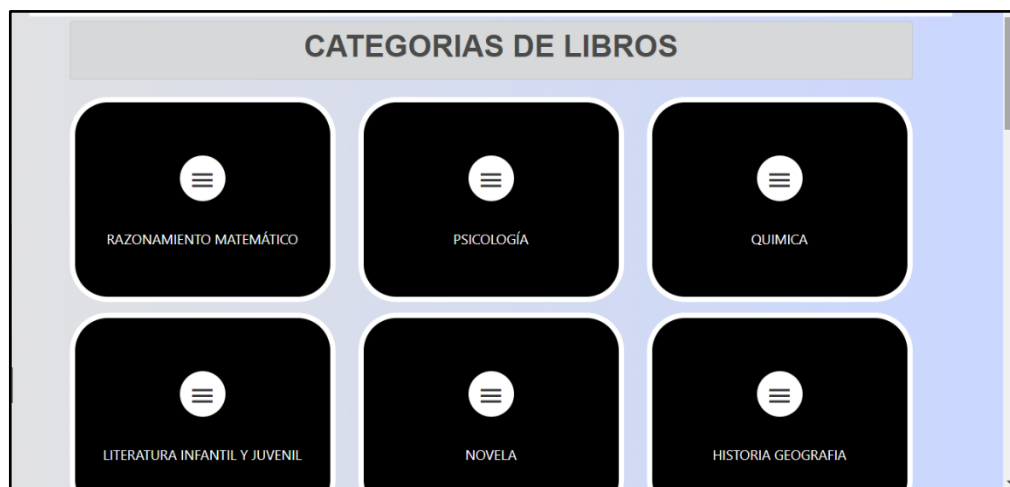 CATEGORIAS DE LIBROS
RAZONAMIENTO MATEMÁTICO
PSICOLOGÍA
QUIMICA
LITERATURA INFANTIL Y JUVENIL
NOVELA
HISTORIA GEOGRAFIA